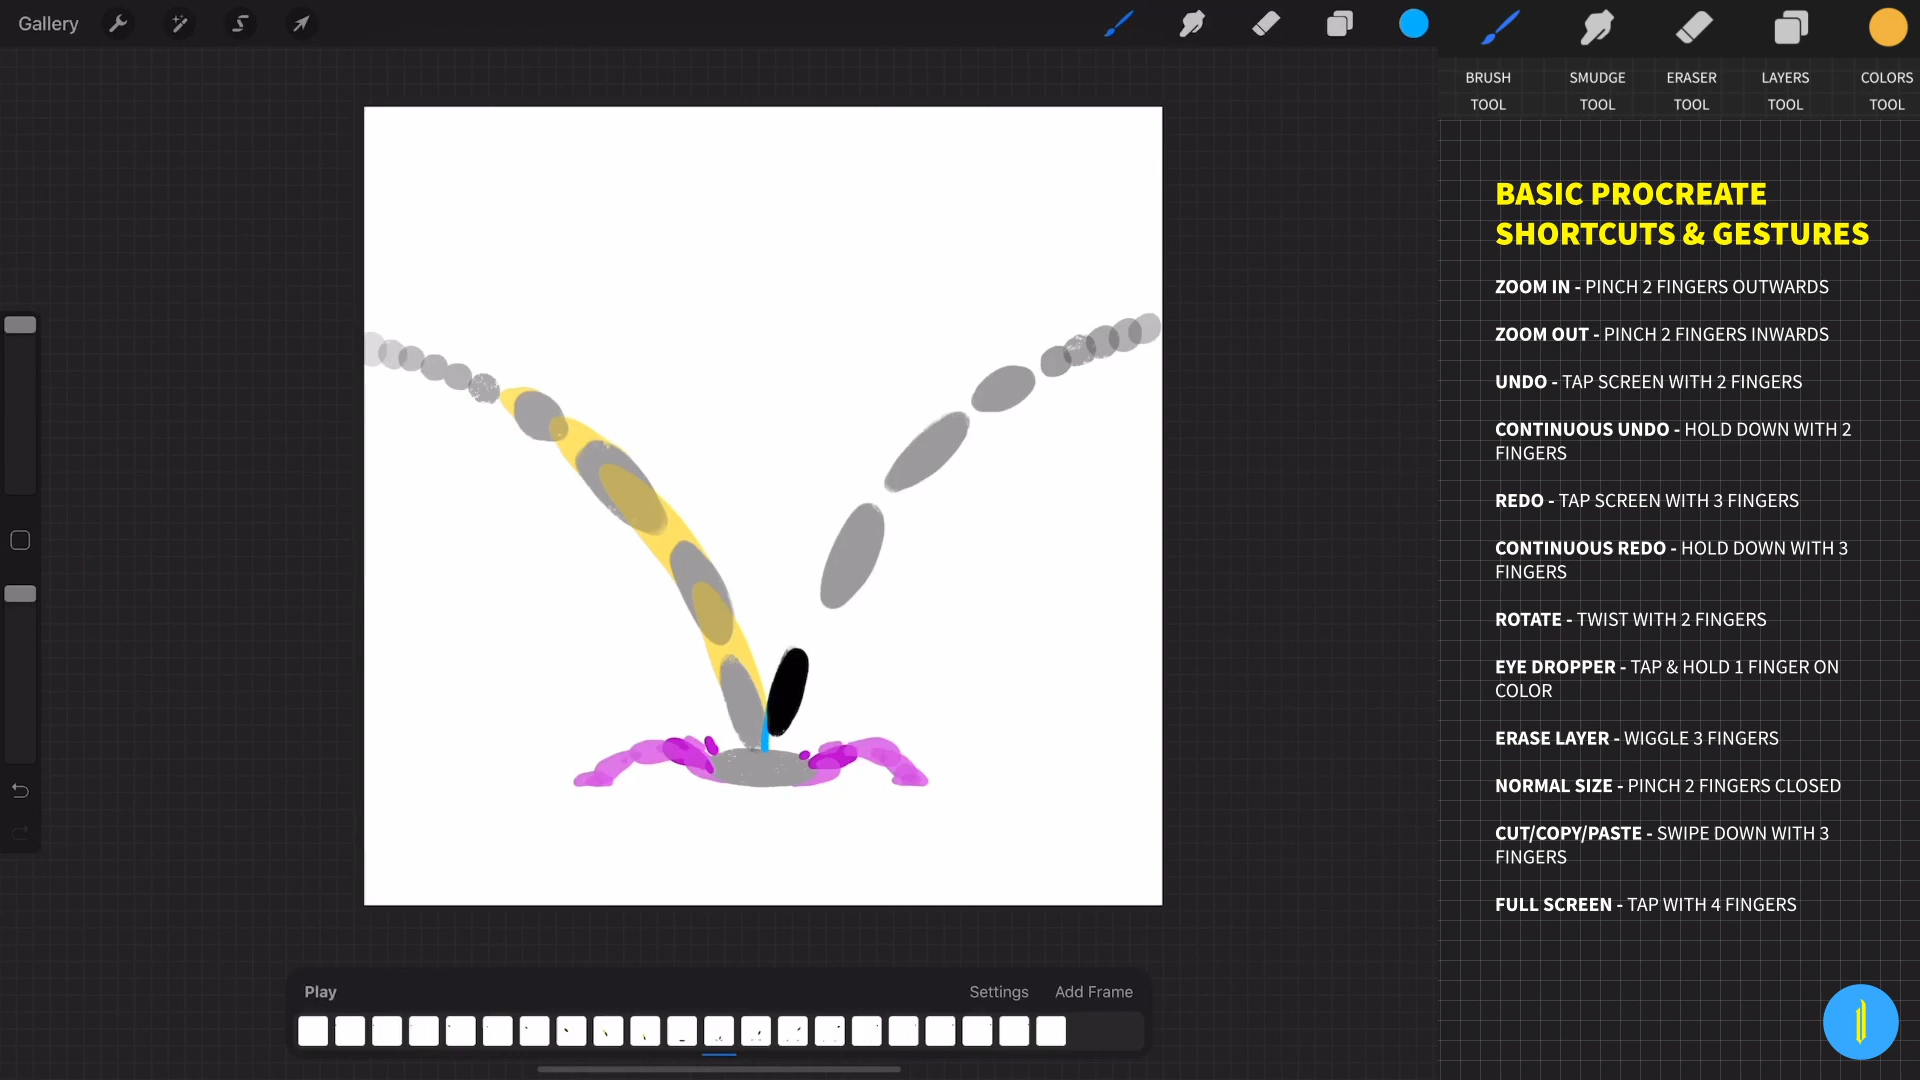 Gallery
BRUSH TOOL
SMUDGE TOOL
ERASER TOOL
LAYERS TOOL
COLORS TOOL
BASIC PROCREATE
SHORTCUTS & GESTURES
ZOOM IN - PINCH 2 FINGERS OUTWARDS
ZOOM OUT - PINCH 2 FINGERS INWARDS
UNDO - TAP SCREEN WITH 2 FINGERS
CONTINUOUS UNDO - HOLD DOWN WITH 2
FINGERS
REDO - TAP SCREEN WITH 3 FINGERS
CONTINUOUS REDO - HOLD DOWN WITH 3
FINGERS
ROTATE - TWIST WITH 2 FINGERS
EYE DROPPER - TAP & HOLD 1 FINGER ON
COLOR
ERASE LAYER - WIGGLE 3 FINGERS
NORMAL SIZE - PINCH 2 FINGERS CLOSED
CUT/COPY/PASTE - SWIPE DOWN WITH 3
FINGERS
FULL SCREEN - TAP WITH 4 FINGERS
Play
Settings
Add Frame